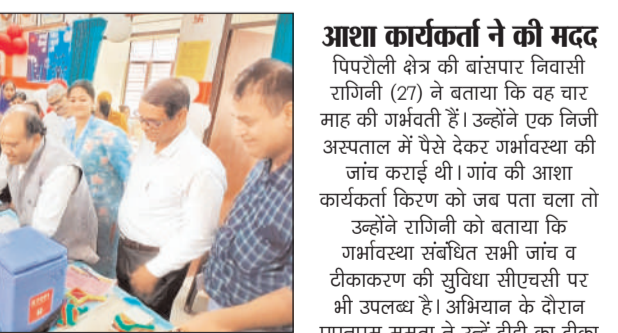 आशा कार्यकर्ता ने की मदद
पिपरौली क्षेत्र की बांसपार निवासी
रागिनी (27) ने बताया कि वह चार
माह की गर्भवती हैं। उन्होंने एक निजी
अस्पताल में पैसे देकर गर्भावस्था की
जांच कराई थी। गांव की आशा
कार्यकर्ता किरण को जब पता चला तो
उन्होंने रागिनी को बताया कि
गर्भावस्था संबंधित सभी जांच व
टीकाकरण की सुविधा सीएचसी पर
भी उपलब्ध है। अभियान के दौरान
ने उन्हें टीडी का टीका